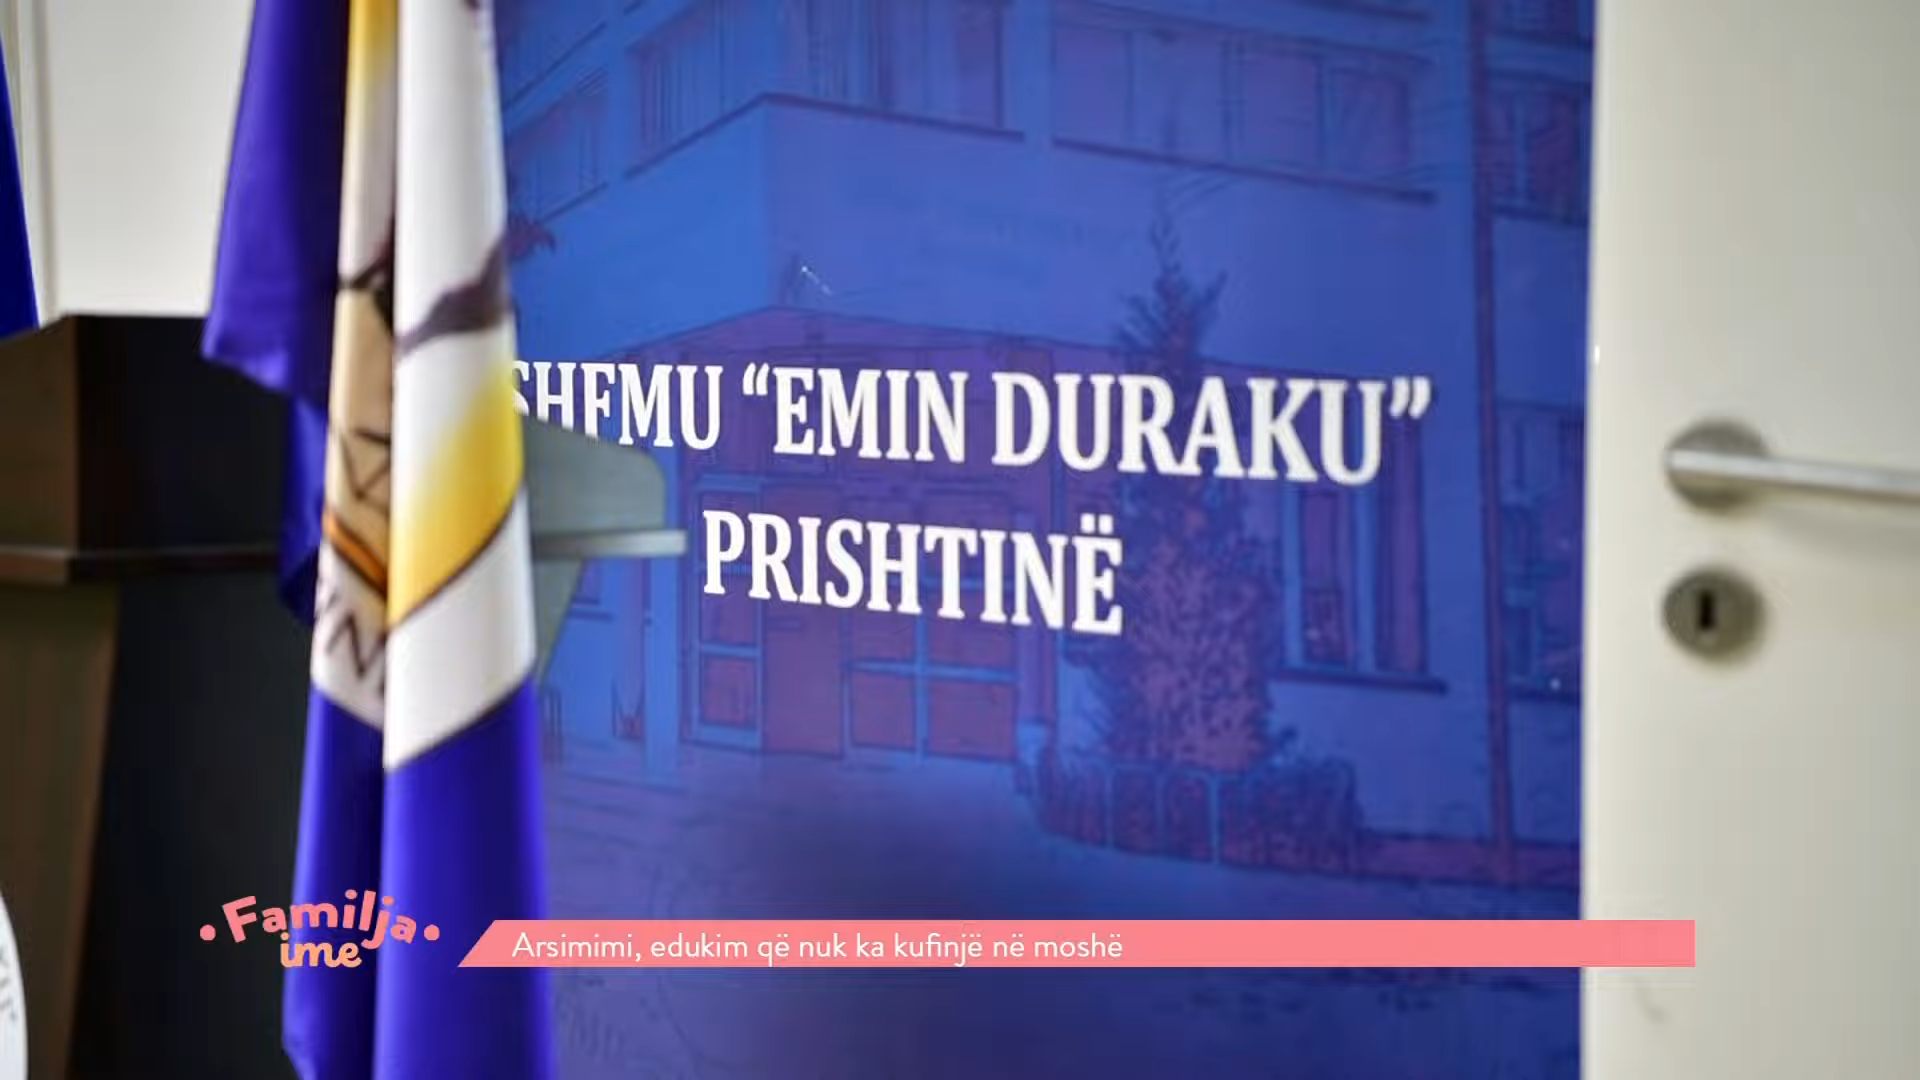 SHFMU “EMIN DURAKU”
PRISHTINË
Familja
ime
Arsimimi, edukim që nuk ka kufinjë në moshë